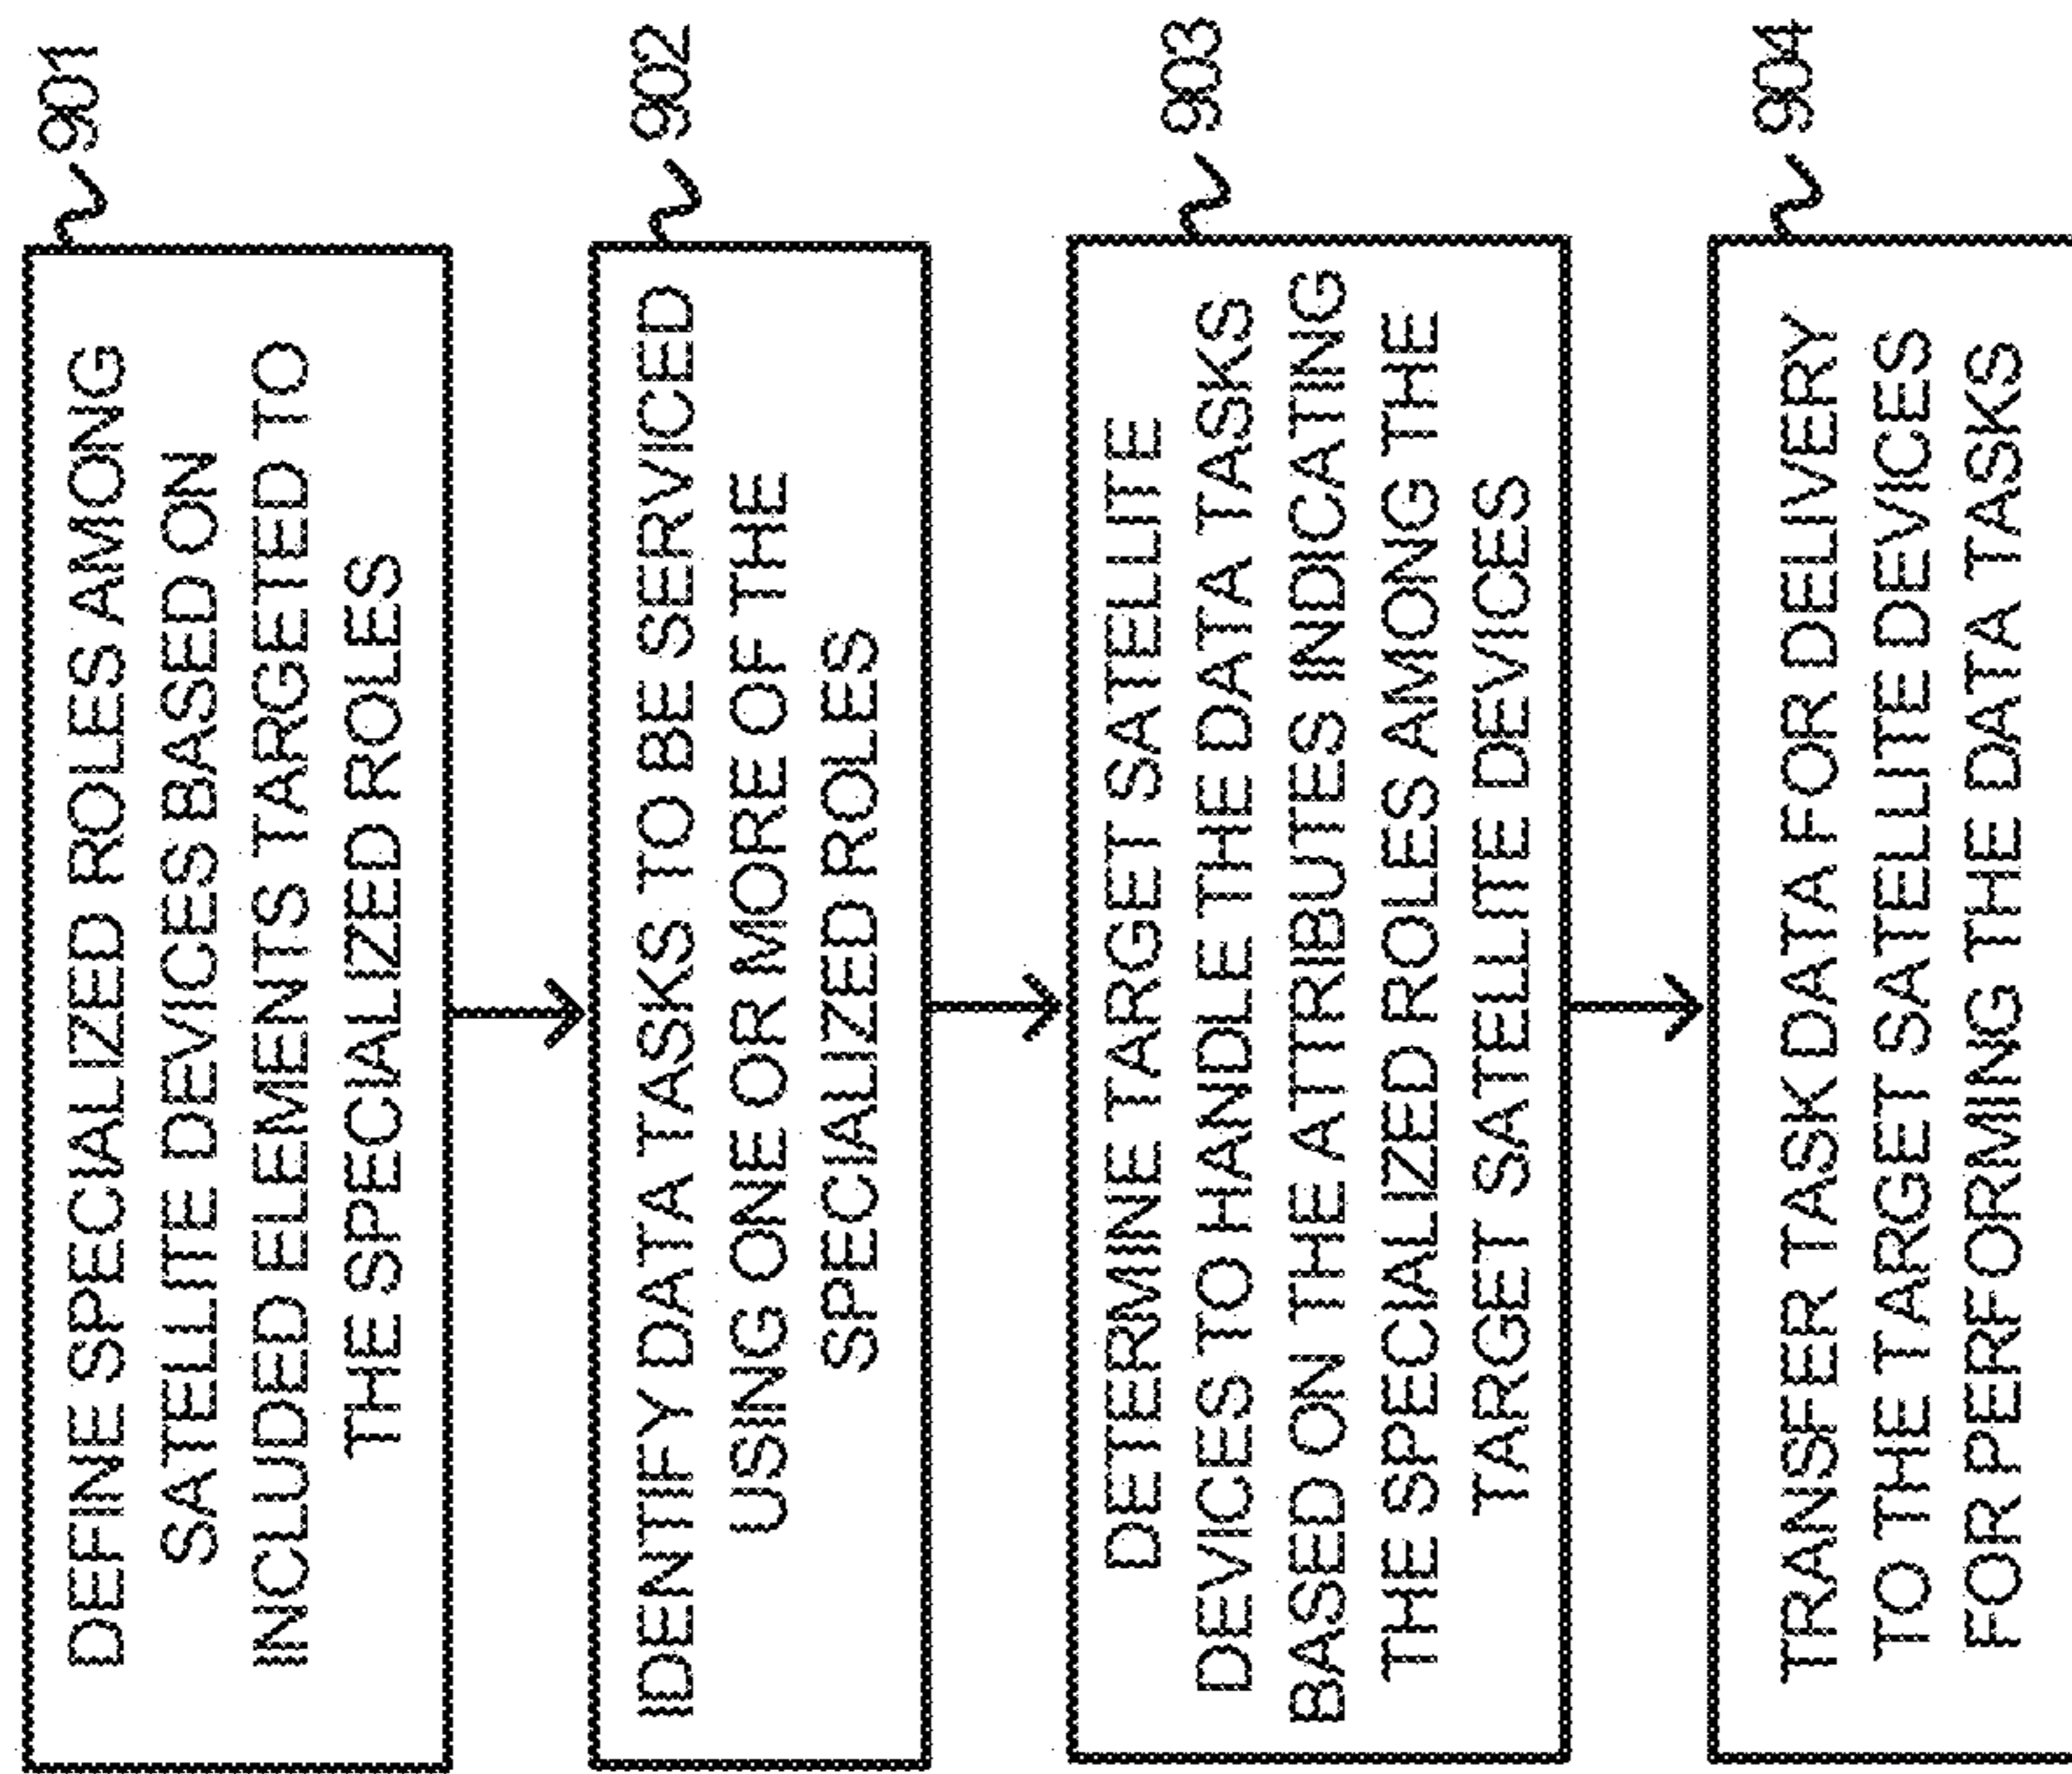 901
DEFINE SPECIALIZED ROLES AMONG
SATELLITE DEVICES BASED ON
INCLUDED ELEMENTS TARGETED TO
THE SPECIALIZED ROLES
902
IDENTIFY DATA TASKS TO BE SERVICED
USING ONE OR MORE OF THE
SPECIALIZED ROLES
903
DETERMINE TARGET SATELLITE
DEVICES TO HANDLE THE DATA TASKS
BASED ON THE ATTRIBUTES INDICATING
THE SPECIALIZED ROLES AMONG THE
TARGET SATELLITE DEVICES
904
TRANSFER TASK DATA FOR DELIVERY
TO THE TARGET SATELLITE DEVICES
FOR PERFORMING THE DATA TASKS